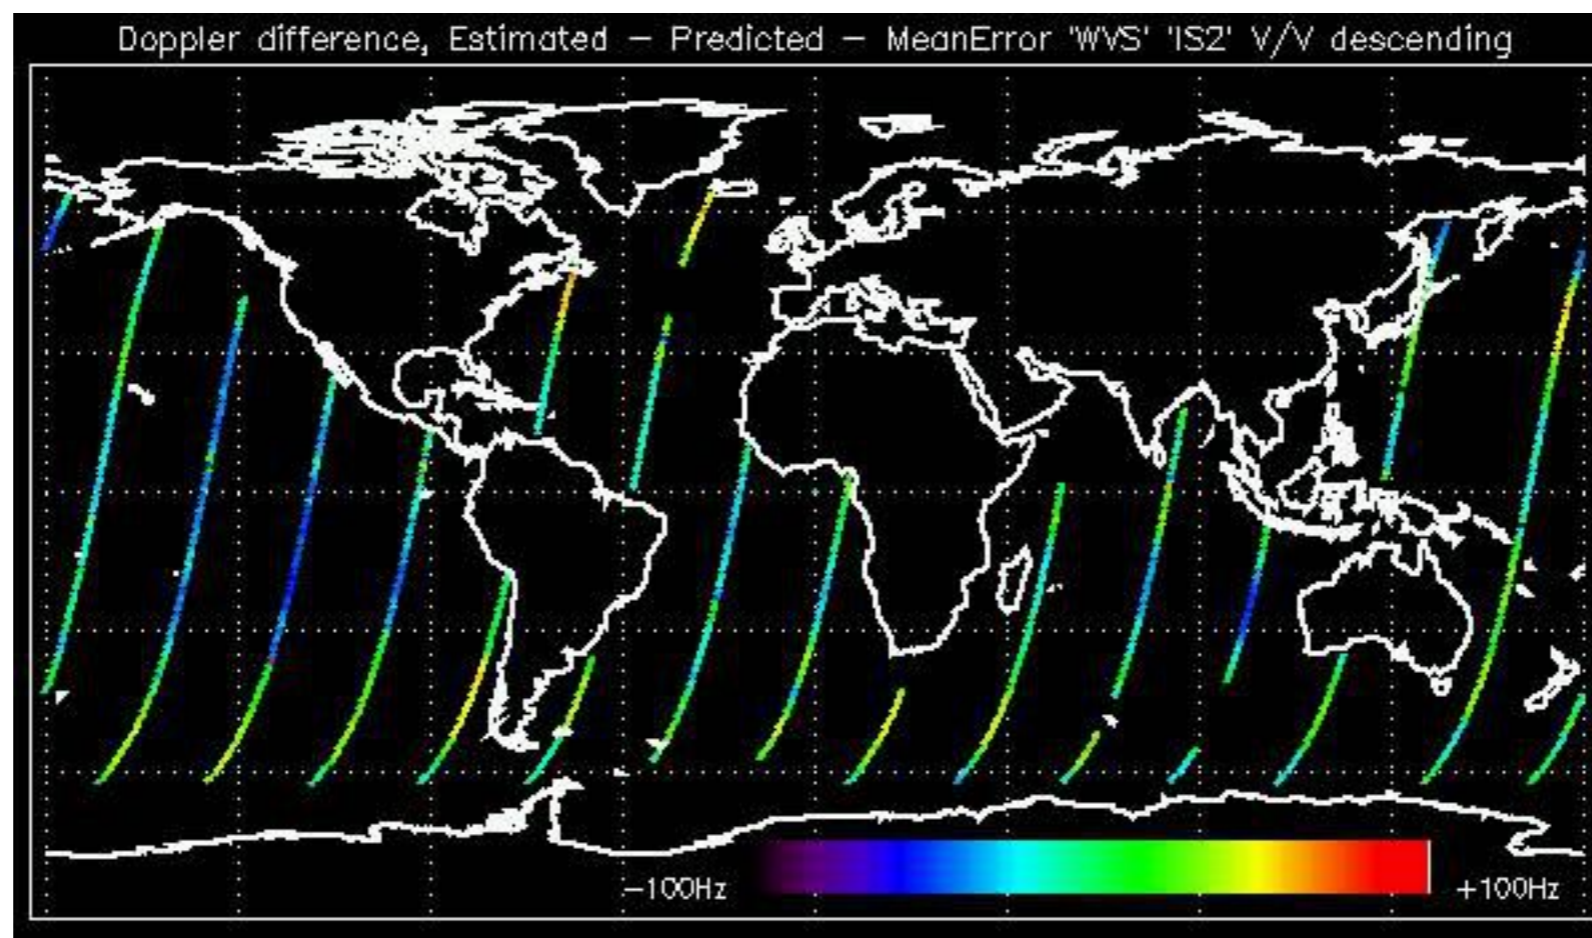 Doppler difference, Estimated – Predicted – MeanError 'WVS' 'IS2' V/V descending
–100Hz +100Hz